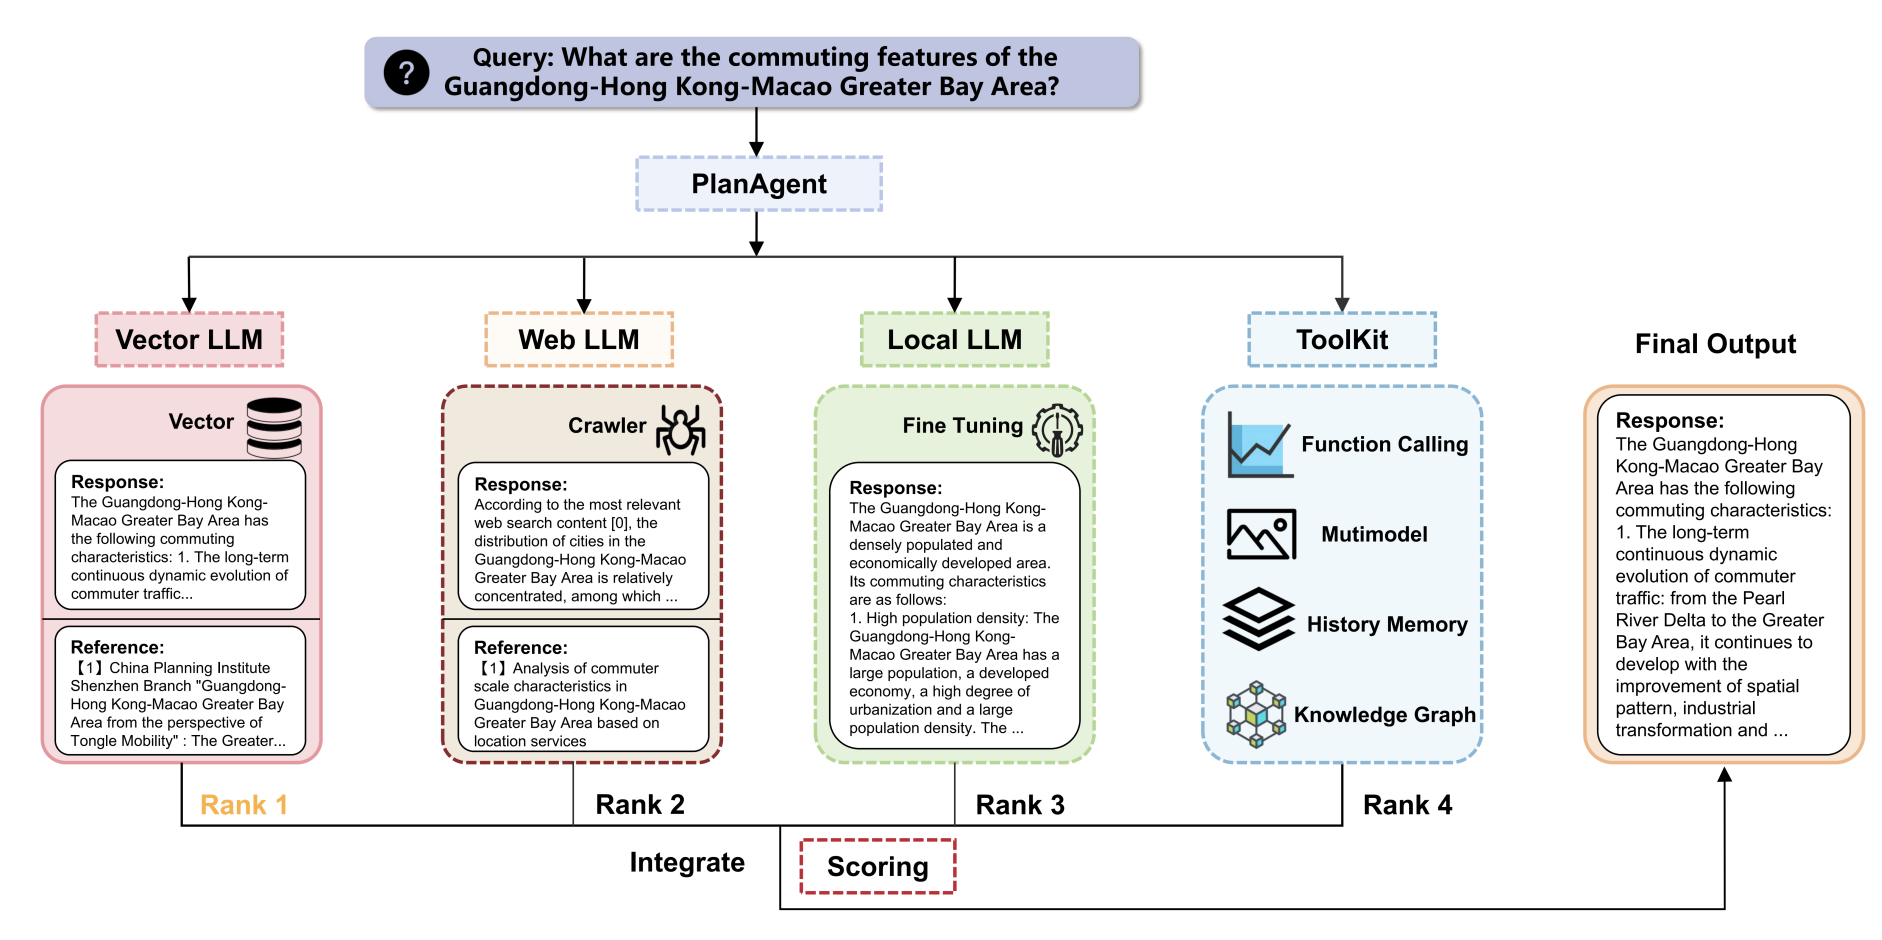 Query: What are the commuting features of the
Guangdong-Hong Kong-Macao Greater Bay Area?
?
PlanAgent
Vector LLM
Web LLM
Local LLM
ToolKit
Final Output
Vector
Response:
The Guangdong-Hong Kong-
Macao Greater Bay Area has
the following commuting
characteristics: 1. The long-term
continuous dynamic evolution of
commuter traffic...
Reference:
【1】China Planning Institute
Shenzhen Branch "Guangdong-
Hong Kong-Macao Greater Bay
Area from the perspective of
Tongle Mobility" : The Greater...
Crawler
Response:
According to the most relevant
web search content [0], the
distribution of cities in the
Guangdong-Hong Kong-Macao
Greater Bay Area is relatively
concentrated, among which ...
Reference:
【1】Analysis of commuter
scale characteristics in
Guangdong-Hong Kong-Macao
Greater Bay Area based on
location services
Fine Tuning
Response:
The Guangdong-Hong Kong-
Macao Greater Bay Area is a
densely populated and
economically developed area.
Its commuting characteristics
are as follows:
1. High population density: The
Guangdong-Hong Kong-
Macao Greater Bay Area has a
large population, a developed
economy, a high degree of
urbanization and a large
population density. The ...
Function Calling
Mutimodel
History Memory
Knowledge Graph
Response:
The Guangdong-Hong
Kong-Macao Greater Bay
Area has the following
commuting characteristics:
1. The long-term
continuous dynamic
evolution of commuter
traffic: from the Pearl
River Delta to the Greater
Bay Area, it continues to
develop with the
improvement of spatial
pattern, industrial
transformation and ...
Rank 1
Rank 2
Rank 3
Rank 4
Integrate
Scoring